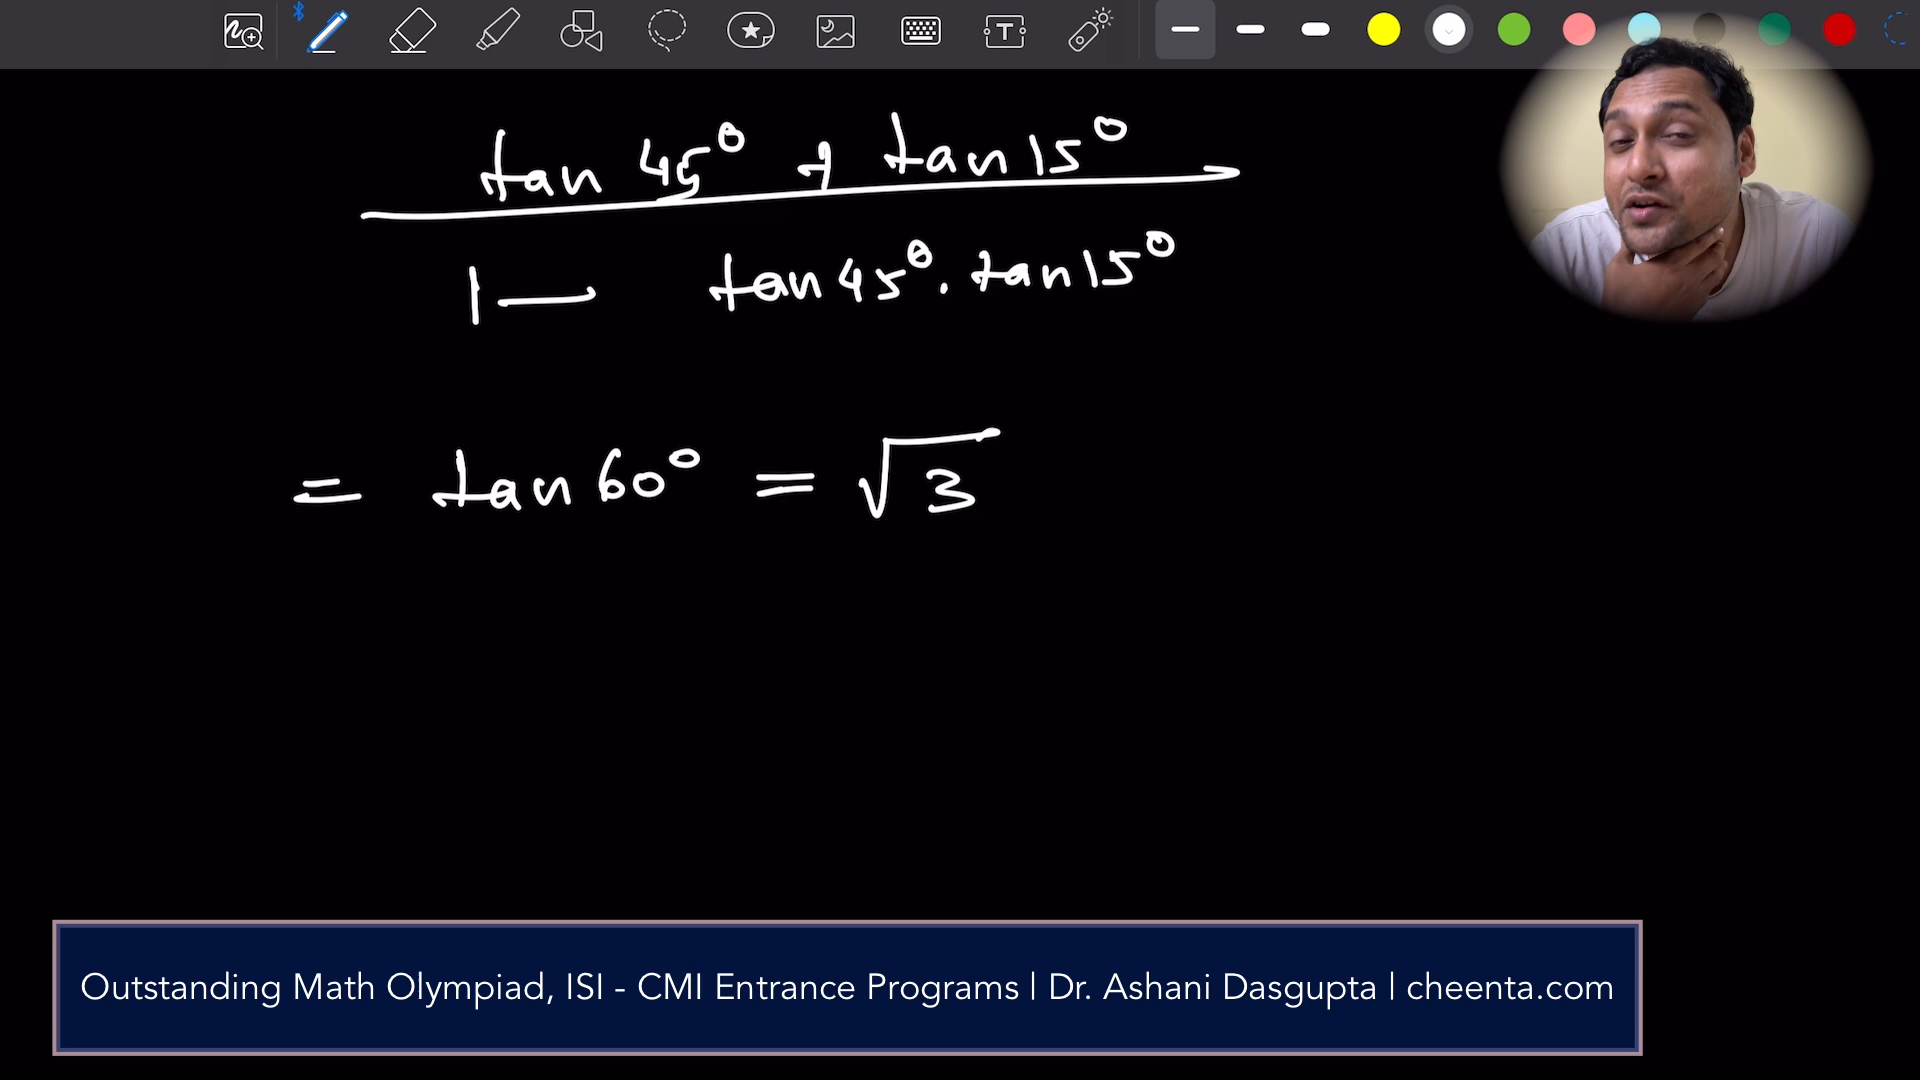 tan 45° + tan 15°
1 — tan 45° . tan 15°
= tan 60° = √3
Outstanding Math Olympiad, ISI - CMI Entrance Programs | Dr. Ashani Dasgupta | cheenta.com